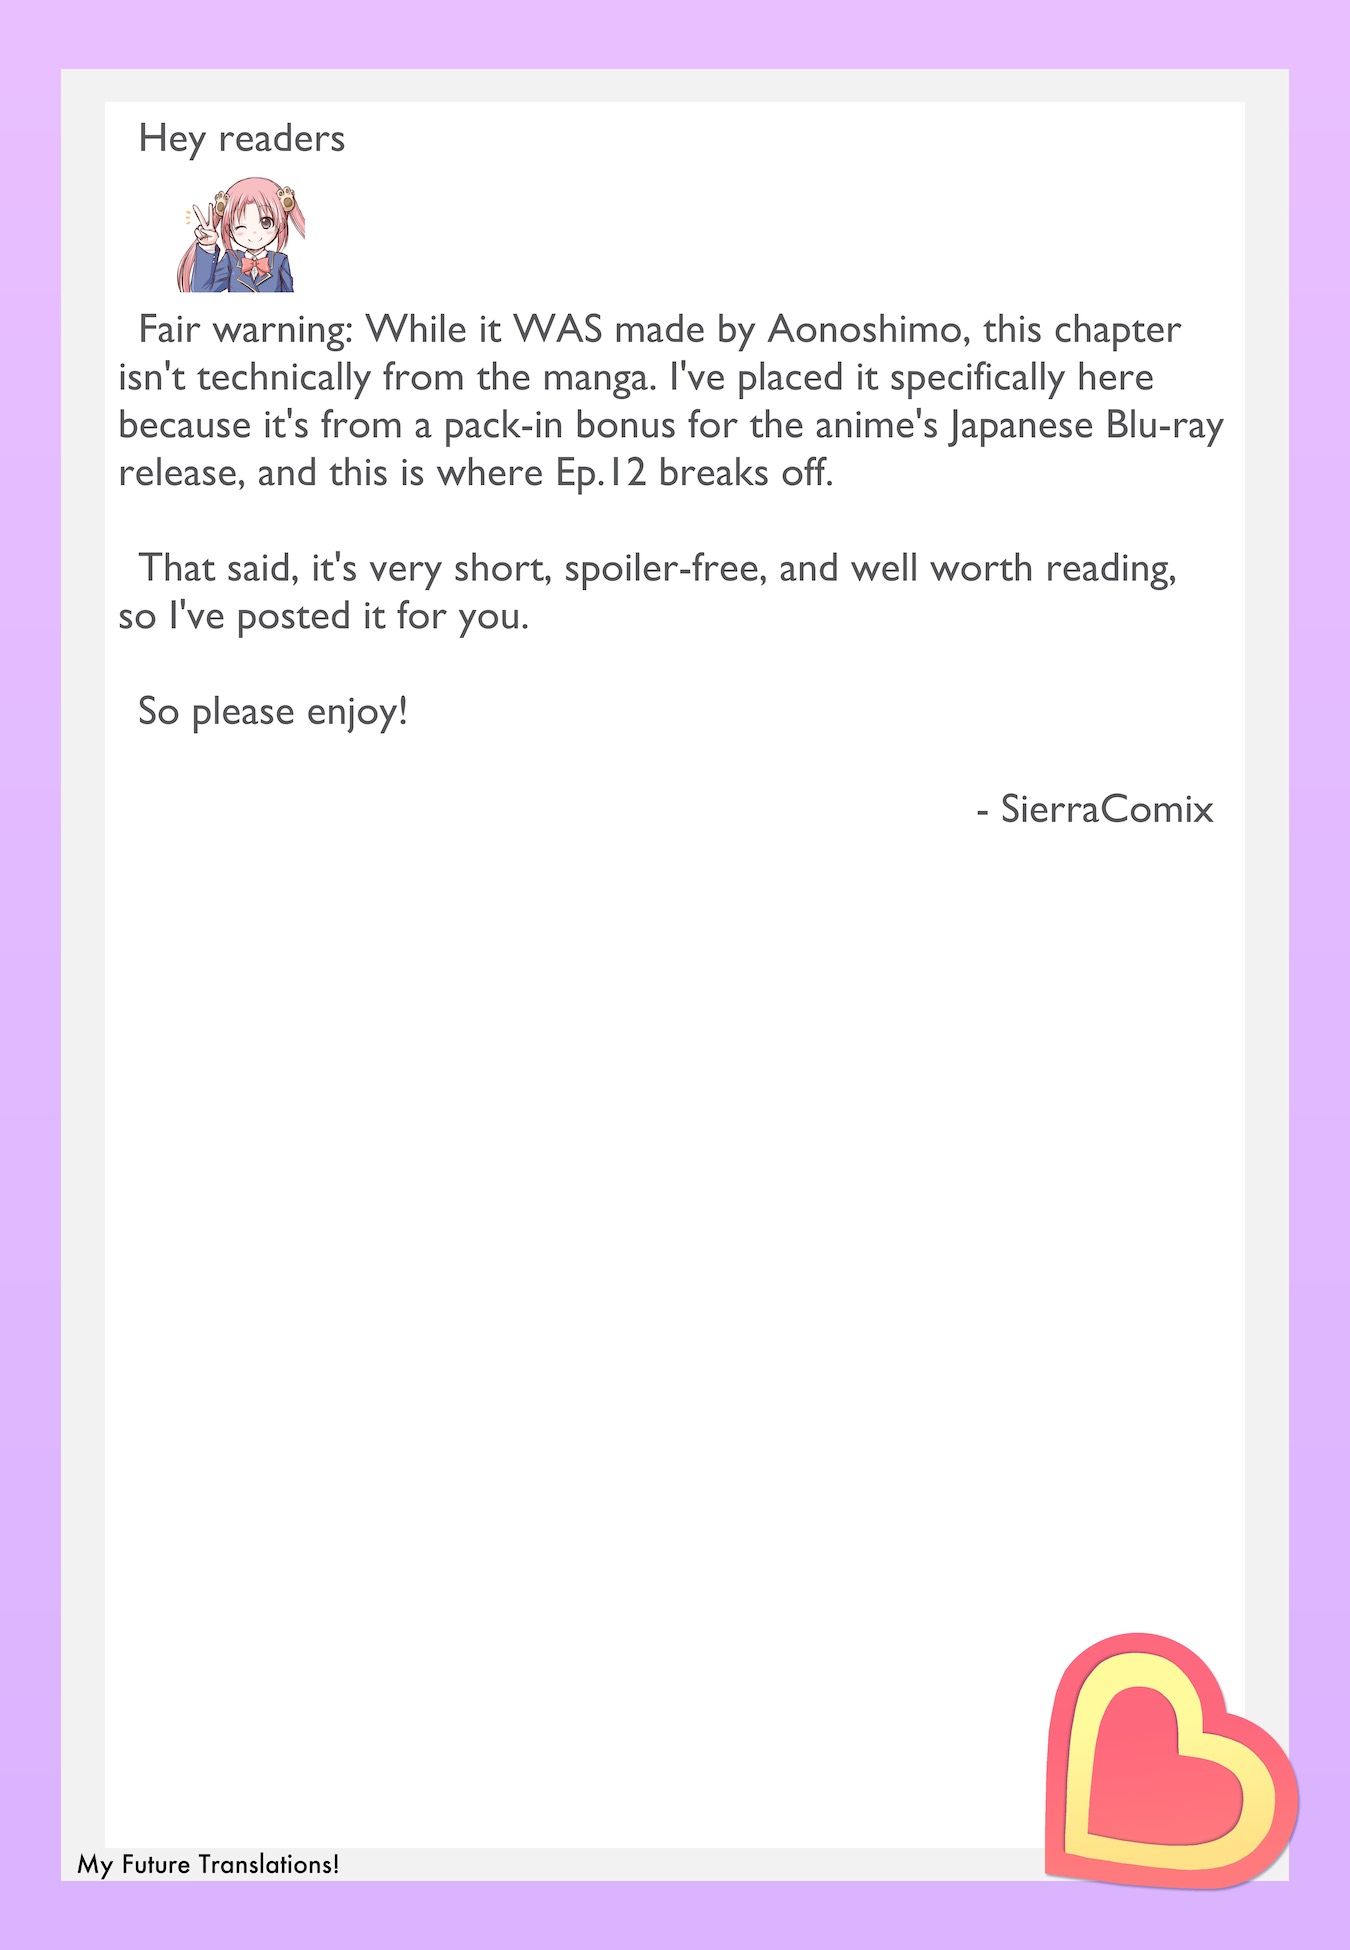 Hey readers
Fair warning: While it WAS made by Aonoshimo, this chapter
isn't technically from the manga. I've placed it specifically here
because it's from a pack-in bonus for the anime's Japanese Blu-ray
release, and this is where Ep.12 breaks off.
That said, it's very short, spoiler-free, and well worth reading,
so I've posted it for you.
So please enjoy!
- SierraComix
My Future Translations!